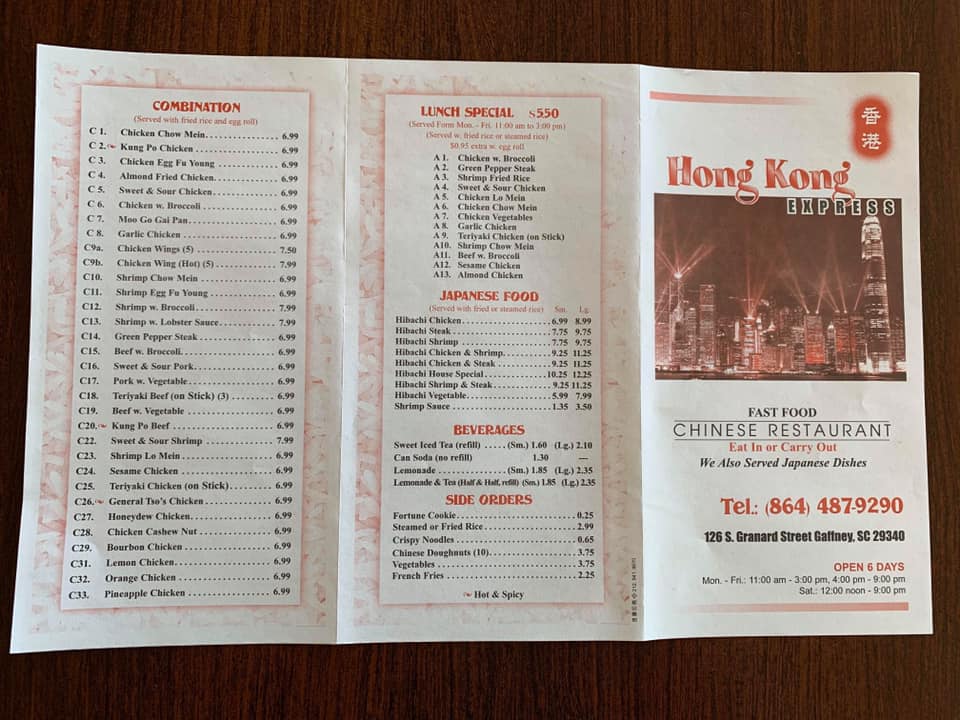 COMBINATION
(Served with fried rice and egg roll)
C 1. Chicken Chow Mein 6.99
C 2. Kung Po Chicken 6.99
C 3. Chicken Egg Fu Young 6.99
C 4. Almond Fried Chicken 6.99
C 5. Sweet & Sour Chicken 6.99
C 6. Chicken w. Broccoli 6.99
C 7. Moo Go Gai Pan 6.99
C 8. Garlic Chicken 6.99
C9a. Chicken Wings (5) 7.50
C9b. Chicken Wing (Hot) (5) 7.99
C10. Shrimp Chow Mein 6.99
C11. Shrimp Egg Fu Young 6.99
C12. Shrimp w. Broccoli 7.99
C13. Shrimp w. Lobster Sauce 7.99
C14. Green Pepper Steak 6.99
C15. Beef w. Broccoli 6.99
C16. Sweet & Sour Pork 6.99
C17. Pork w. Vegetable 6.99
C18. Teriyaki Beef (on Stick) (3) 6.99
C19. Beef w. Vegetable 6.99
C20. Kung Po Beef 6.99
C22. Sweet & Sour Shrimp 7.99
C23. Shrimp Lo Mein 6.99
C24. Sesame Chicken 6.99
C25. Teriyaki Chicken (on Stick) 6.99
C26. General Tso's Chicken 6.99
C27. Honeydew Chicken 6.99
C28. Chicken Cashew Nut 6.99
C29. Bourbon Chicken 6.99
C31. Lemon Chicken 6.99
C32. Orange Chicken 6.99
C33. Pineapple Chicken 6.99
LUNCH SPECIAL $5.50
(Served Form Mon. - Fri. 11:00 am to 3:00 pm)
(Served w. fried rice or steamed rice)
$0.95 extra w. egg roll
A 1. Chicken w. Broccoli
A 2. Green Pepper Steak
A 3. Shrimp Fried Rice
A 4. Sweet & Sour Chicken
A 5. Chicken Lo Mein
A 6. Chicken Chow Mein
A 7. Chicken Vegetables
A 8. Garlic Chicken
A 9. Teriyaki Chicken (on Stick)
A10. Shrimp Chow Mein
A11. Beef w. Broccoli
A12. Sesame Chicken
A13. Almond Chicken
JAPANESE FOOD
(Served with fried or steamed rice) Sm. Lg.
Hibachi Chicken 6.99 8.99
Hibachi Steak 7.75 9.75
Hibachi Shrimp 7.75 9.75
Hibachi Chicken & Shrimp 9.25 11.25
Hibachi Chicken & Steak 9.25 11.25
Hibachi House Special 10.25 12.25
Hibachi Shrimp & Steak 9.25 11.25
Hibachi Vegetable 5.99 7.99
Shrimp Sauce 1.35 3.50
BEVERAGES
Sweet Iced Tea (refill) (Sm.) 1.60 (Lg.) 2.10
Can Soda (no refill) 1.30 —
Lemonade (Sm.) 1.85 (Lg.) 2.35
Lemonade & Tea (Half & Half, refill) (Sm.) 1.85 (Lg.) 2.35
SIDE ORDERS
Fortune Cookie 0.25
Steamed or Fried Rice 2.99
Crispy Noodles 0.65
Chinese Doughnuts (10) 3.75
Vegetables 3.75
French Fries 2.25
Hot & Spicy
香港
Hong Kong
EXPRESS
FAST FOOD
CHINESE RESTAURANT
Eat In or Carry Out
We Also Served Japanese Dishes
Tel.: (864) 487-9290
126 S. Granard Street Gaffney, SC 29340
OPEN 6 DAYS
Mon. - Fri.: 11:00 am - 3:00 pm, 4:00 pm - 9:00 pm
Sat.: 12:00 noon - 9:00 pm